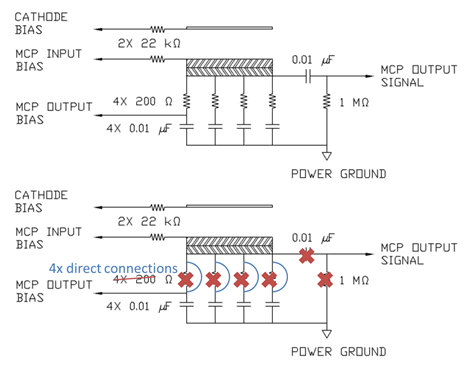 CATHODE
BIAS
2X 22 kΩ
MCP INPUT
BIAS
0.01 µF
MCP OUTPUT
SIGNAL
4X 200 Ω
1 MΩ
MCP OUTPUT
BIAS
4X 0.01 µF
POWER GROUND
CATHODE
BIAS
2X 22 kΩ
MCP INPUT
BIAS
0.01 µF
MCP OUTPUT
SIGNAL
4x direct connections
4X 200 Ω
1 MΩ
MCP OUTPUT
BIAS
4X 0.01 µF
POWER GROUND